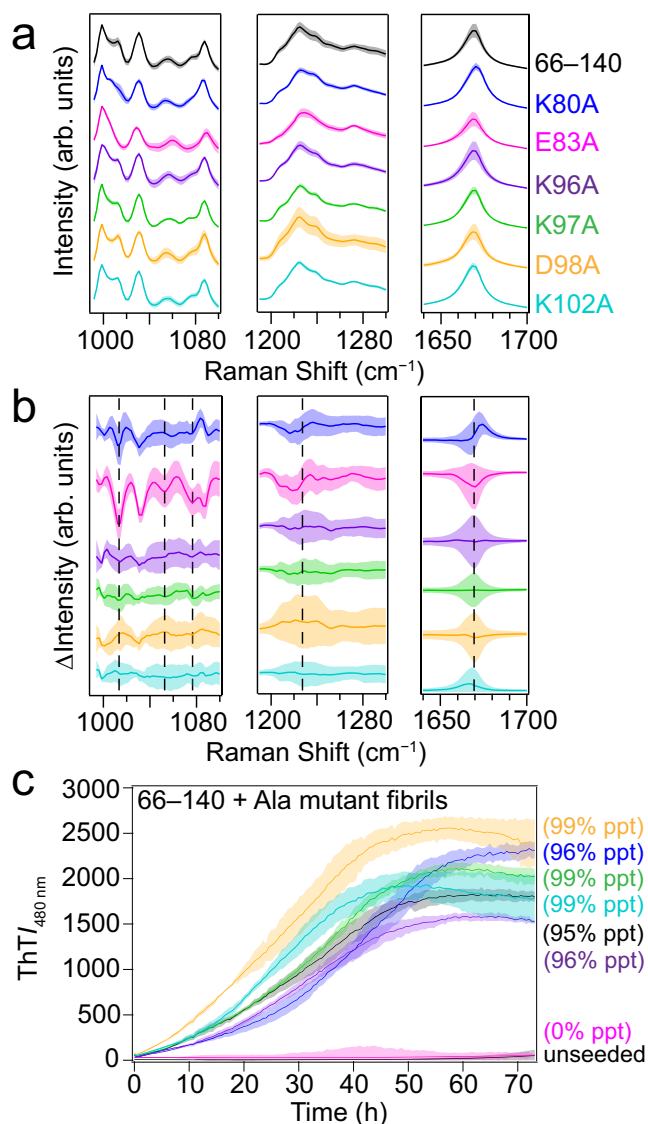 a
Intensity (arb. units)
66–140
K80A
E83A
K96A
K97A
D98A
K102A
1000 1080 1200 1280 1650 1700
Raman Shift (cm⁻¹)
b
ΔIntensity (arb. units)
1000 1080 1200 1280 1650 1700
Raman Shift (cm⁻¹)
c
66–140 + Ala mutant fibrils
ThT I480 nm
3000
2500
2000
1500
1000
500
0
(99% ppt)
(96% ppt)
(99% ppt)
(99% ppt)
(95% ppt)
(96% ppt)
(0% ppt)
unseeded
0 10 20 30 40 50 60 70
Time (h)